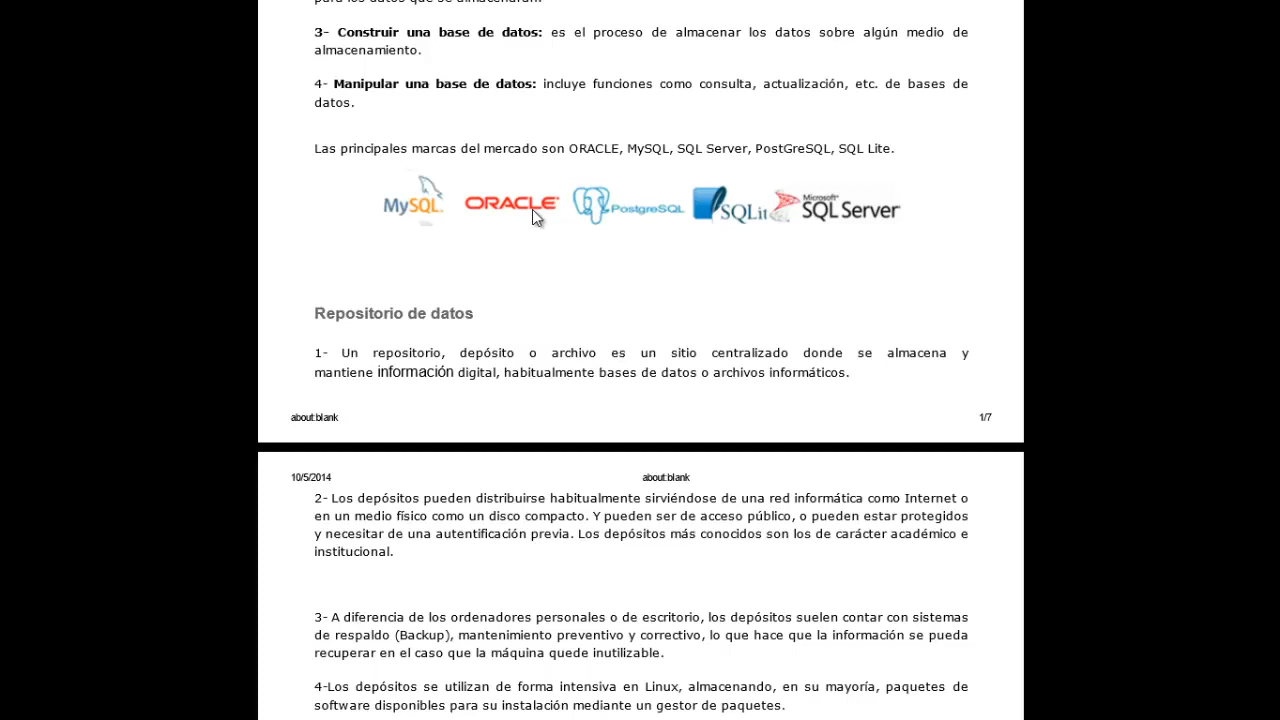 para los datos que se almacenarán.
3- Construir una base de datos: es el proceso de almacenar los datos sobre algún medio de
almacenamiento.
4- Manipular una base de datos: incluye funciones como consulta, actualización, etc. de bases de
datos.
Las principales marcas del mercado son ORACLE, MySQL, SQL Server, PostGreSQL, SQL Lite.
MySQL ORACLE PostgreSQL SQLit Microsoft SQL Server
Repositorio de datos
1- Un repositorio, depósito o archivo es un sitio centralizado donde se almacena y
mantiene información digital, habitualmente bases de datos o archivos informáticos.
about:blank 1/7
10/5/2014 about:blank
2- Los depósitos pueden distribuirse habitualmente sirviéndose de una red informática como Internet o
en un medio físico como un disco compacto. Y pueden ser de acceso público, o pueden estar protegidos
y necesitar de una autentificación previa. Los depósitos más conocidos son los de carácter académico e
institucional.
3- A diferencia de los ordenadores personales o de escritorio, los depósitos suelen contar con sistemas
de respaldo (Backup), mantenimiento preventivo y correctivo, lo que hace que la información se pueda
recuperar en el caso que la máquina quede inutilizable.
4-Los depósitos se utilizan de forma intensiva en Linux, almacenando, en su mayoría, paquetes de
software disponibles para su instalación mediante un gestor de paquetes.